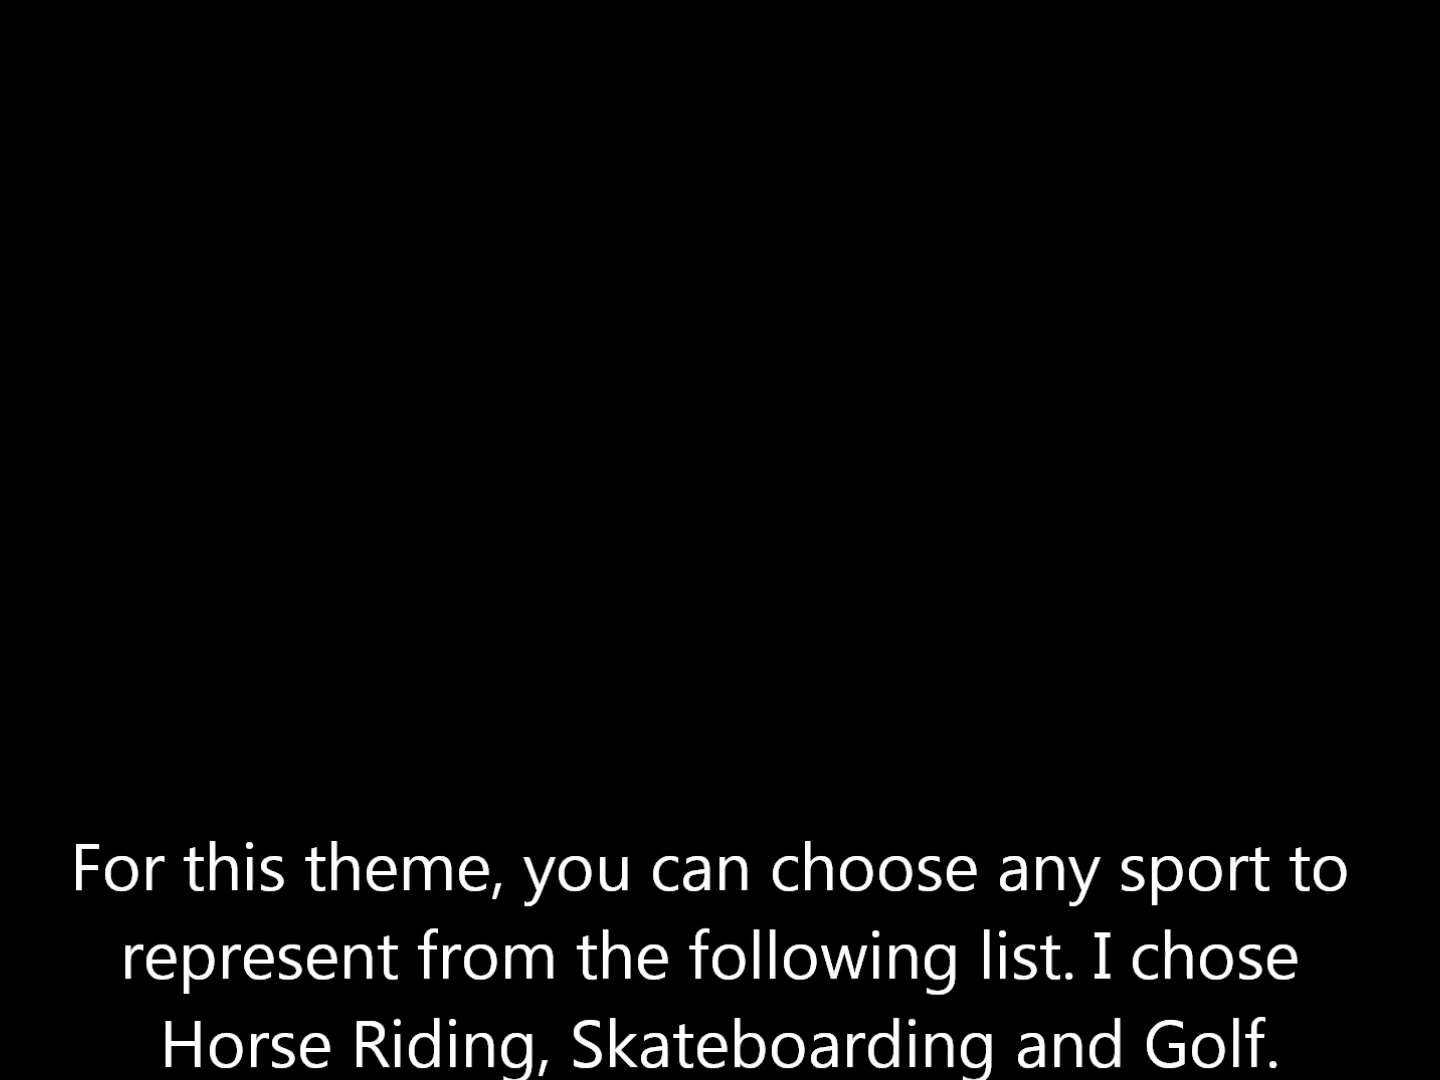 For this theme, you can choose any sport to
represent from the following list. I chose
Horse Riding, Skateboarding and Golf.